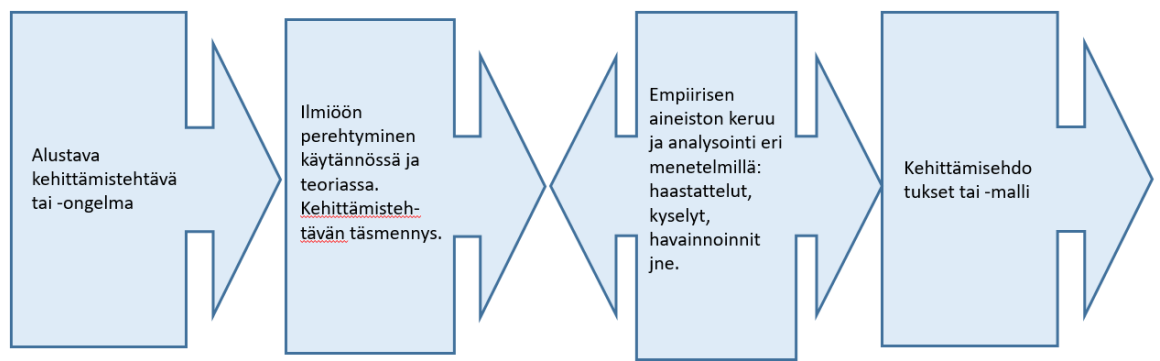 Alustava
kehittämistehtävä
tai -ongelma
Ilmiöön
perehtyminen
käytännössä ja
teoriassa.
Kehittämisteh-
tävän täsmennys.
Empiirisen
aineiston keruu
ja analysointi eri
menetelmillä:
haastattelut,
kyselyt,
havainnoinnit
jne.
Kehittämisehdo
tukset tai -malli